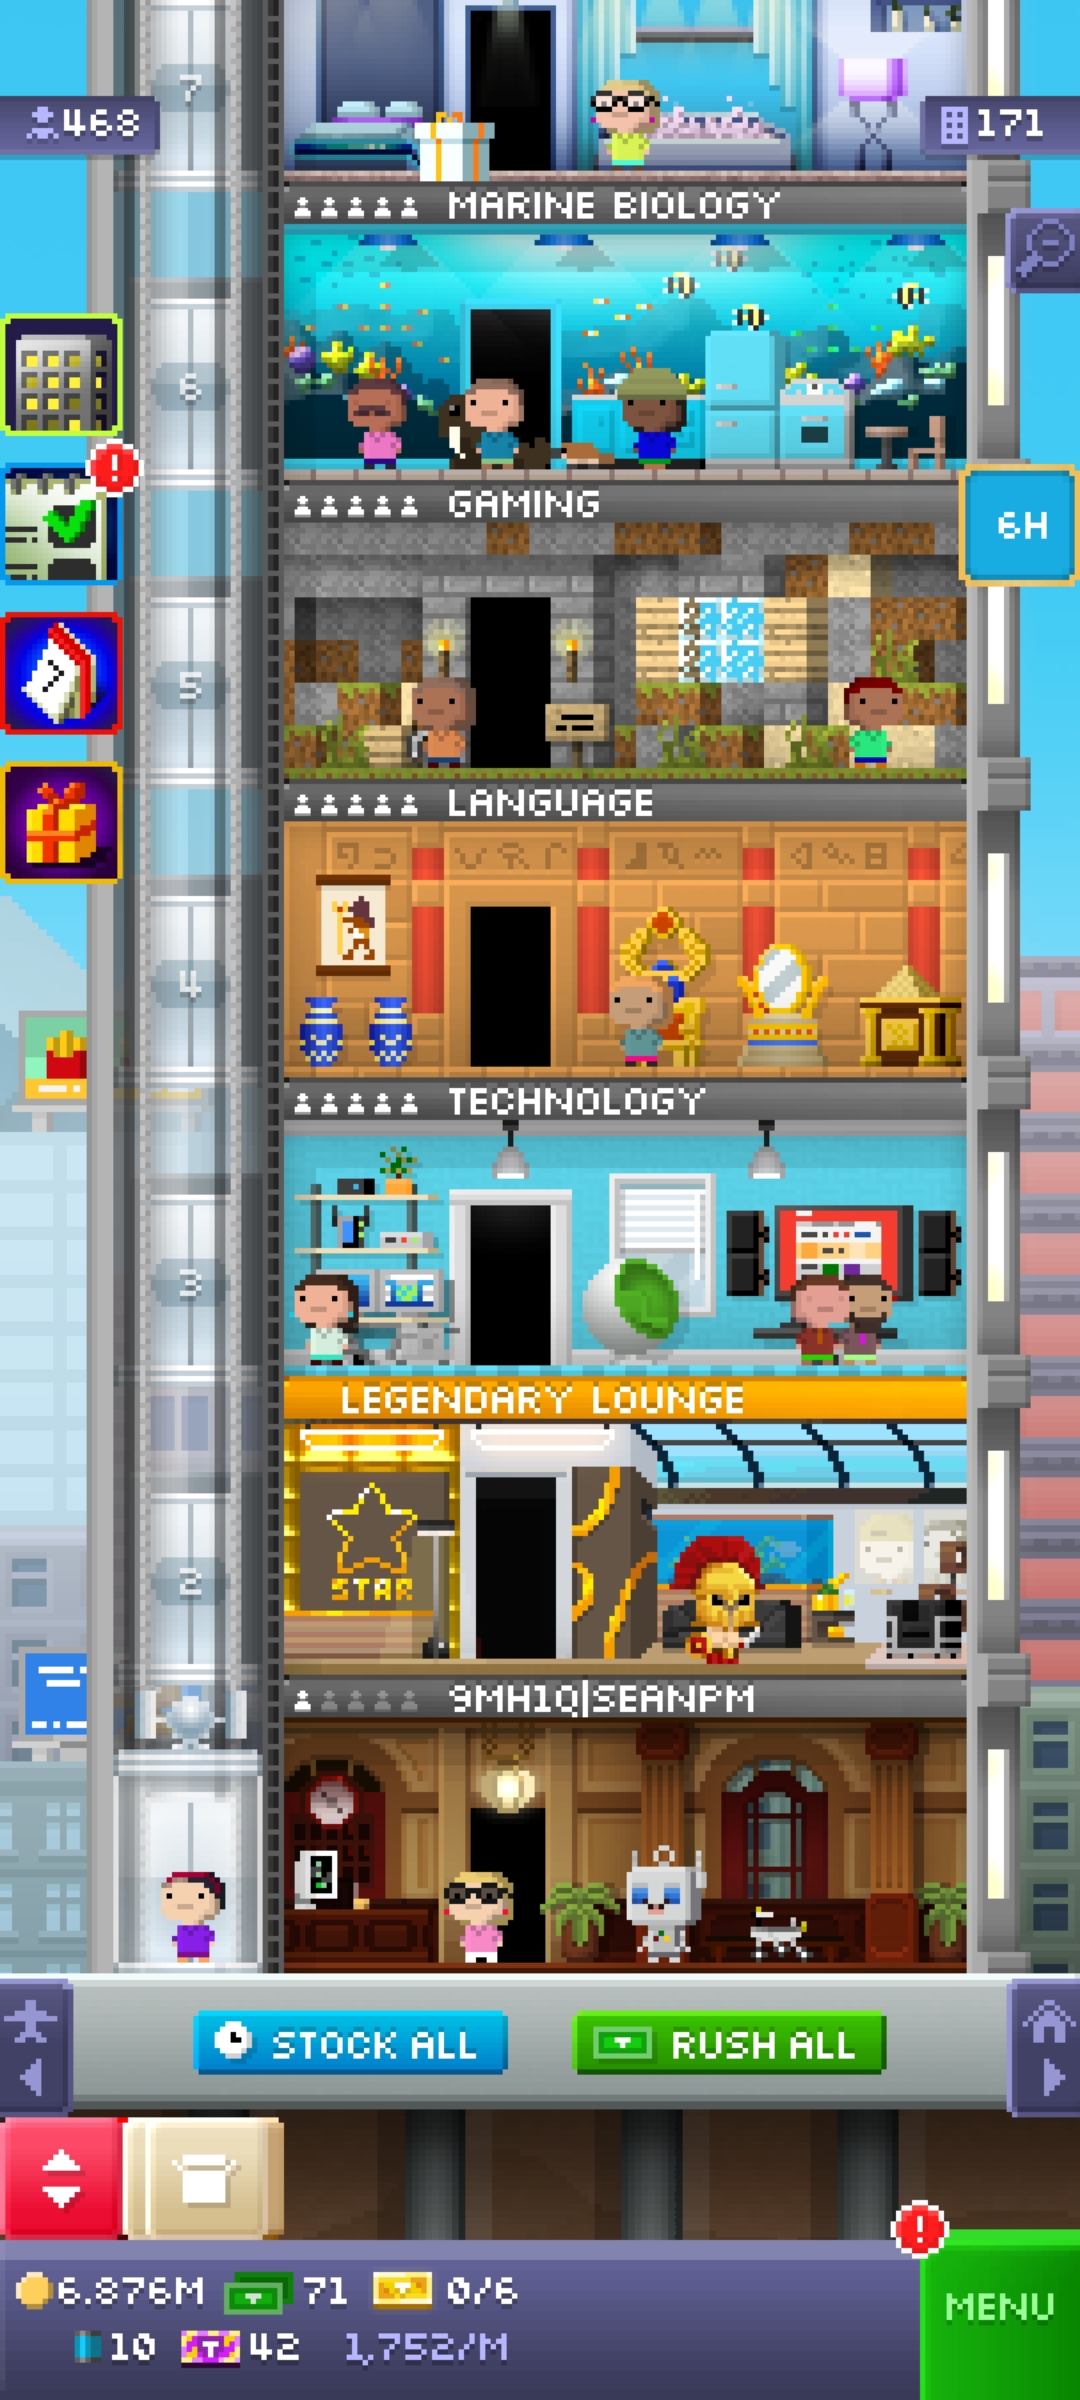 7
468
171
MARINE BIOLOGY
6
GAMING
6H
5
LANGUAGE
4
TECHNOLOGY
3
LEGENDARY LOUNGE
2
STAR
9MH1Q|SEANPM
STOCK ALL
RUSH ALL
6.876M
71
0/6
MENU
10
42
1,752/M